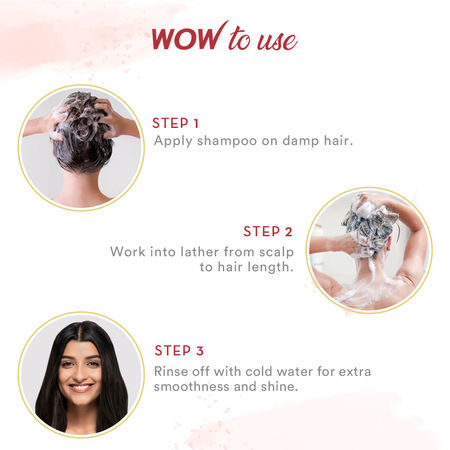 WOW to use
STEP 1
Apply shampoo on damp hair.
STEP 2
Work into lather from scalp
to hair length.
STEP 3
Rinse off with cold water for extra
smoothness and shine.